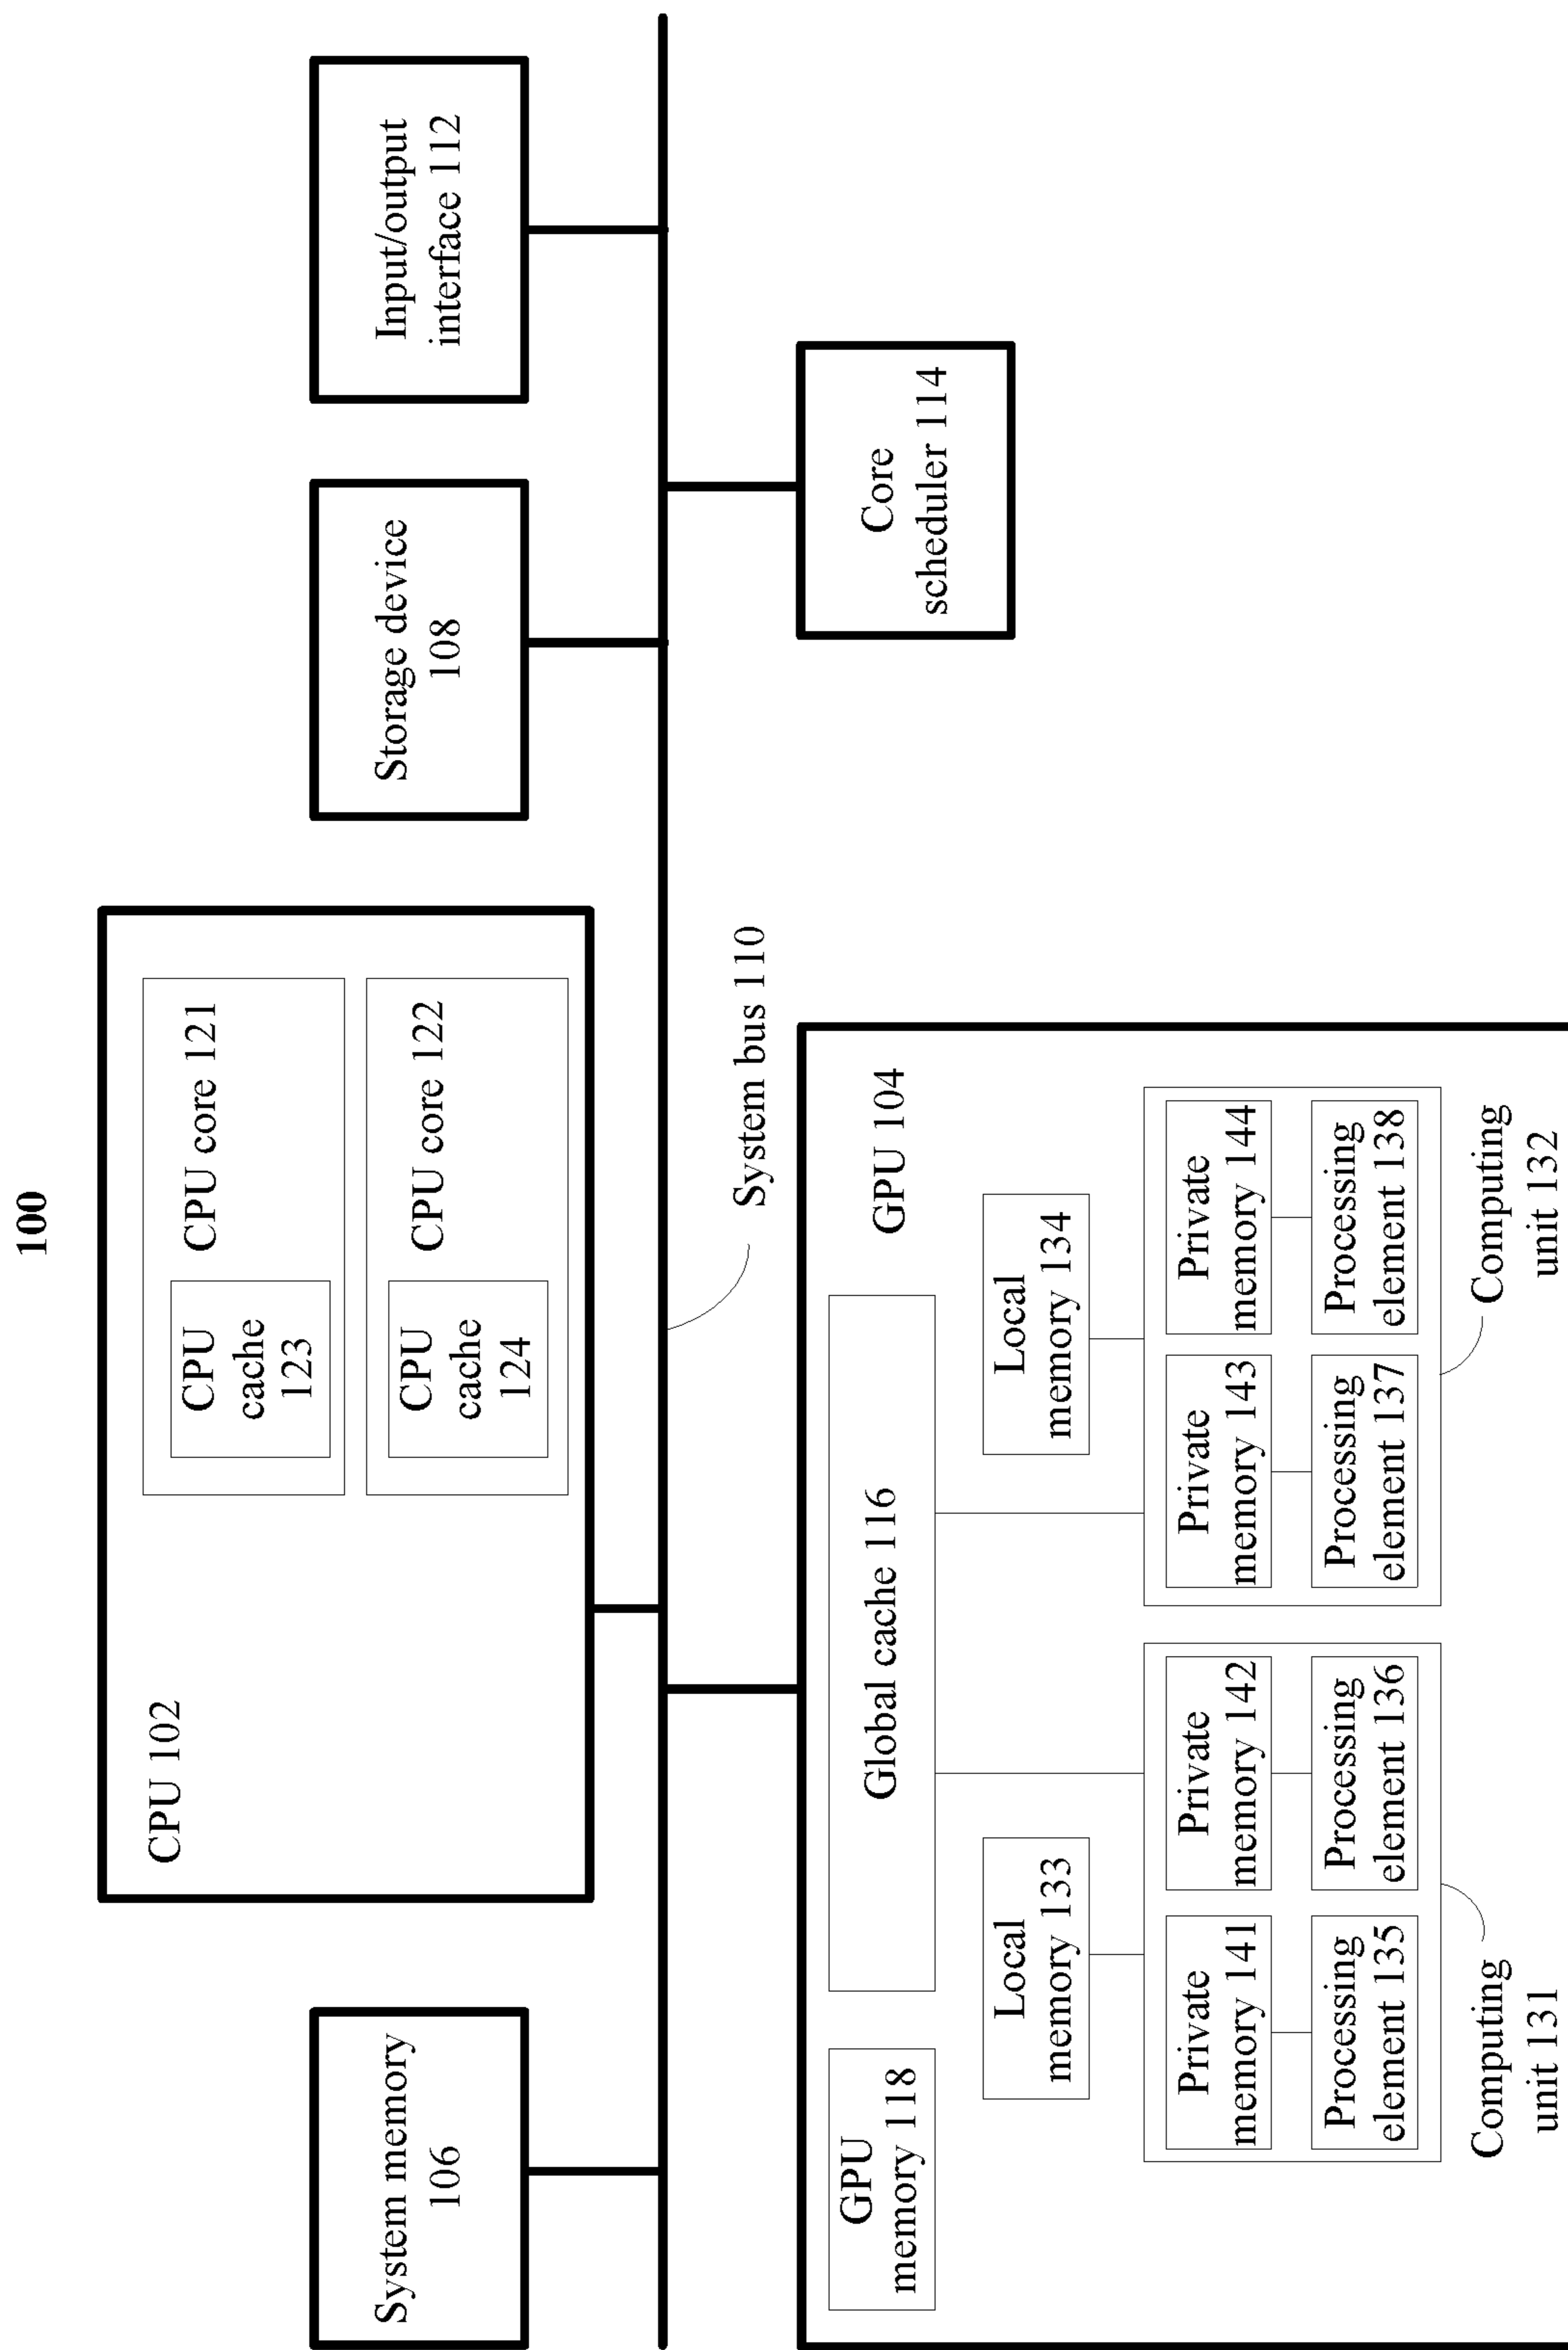 100
System memory
106
CPU 102
CPU
cache
123
CPU core 121
CPU
cache
124
CPU core 122
Storage device
108
Input/output
interface 112
System bus 110
GPU
memory 118
Global cache 116
GPU 104
Local
memory 133
Local
memory 134
Private
memory 141
Private
memory 142
Private
memory 143
Private
memory 144
Processing
element 135
Processing
element 136
Processing
element 137
Processing
element 138
Computing
unit 131
Computing
unit 132
Core
scheduler 114